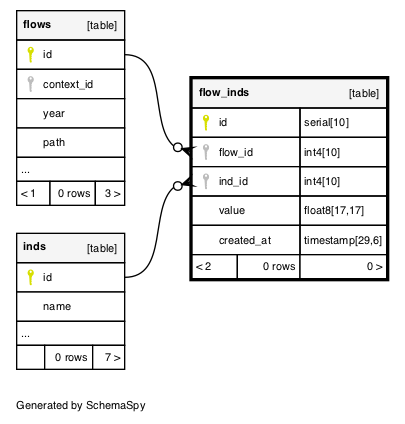 flows [table]
id
context_id
year
path
...
< 1 0 rows 3 >
flow_inds [table]
id serial[10]
flow_id int4[10]
ind_id int4[10]
value float8[17,17]
created_at timestamp[29,6]
< 2 0 rows 0 >
inds [table]
id
name
...
0 rows 7 >
Generated by SchemaSpy